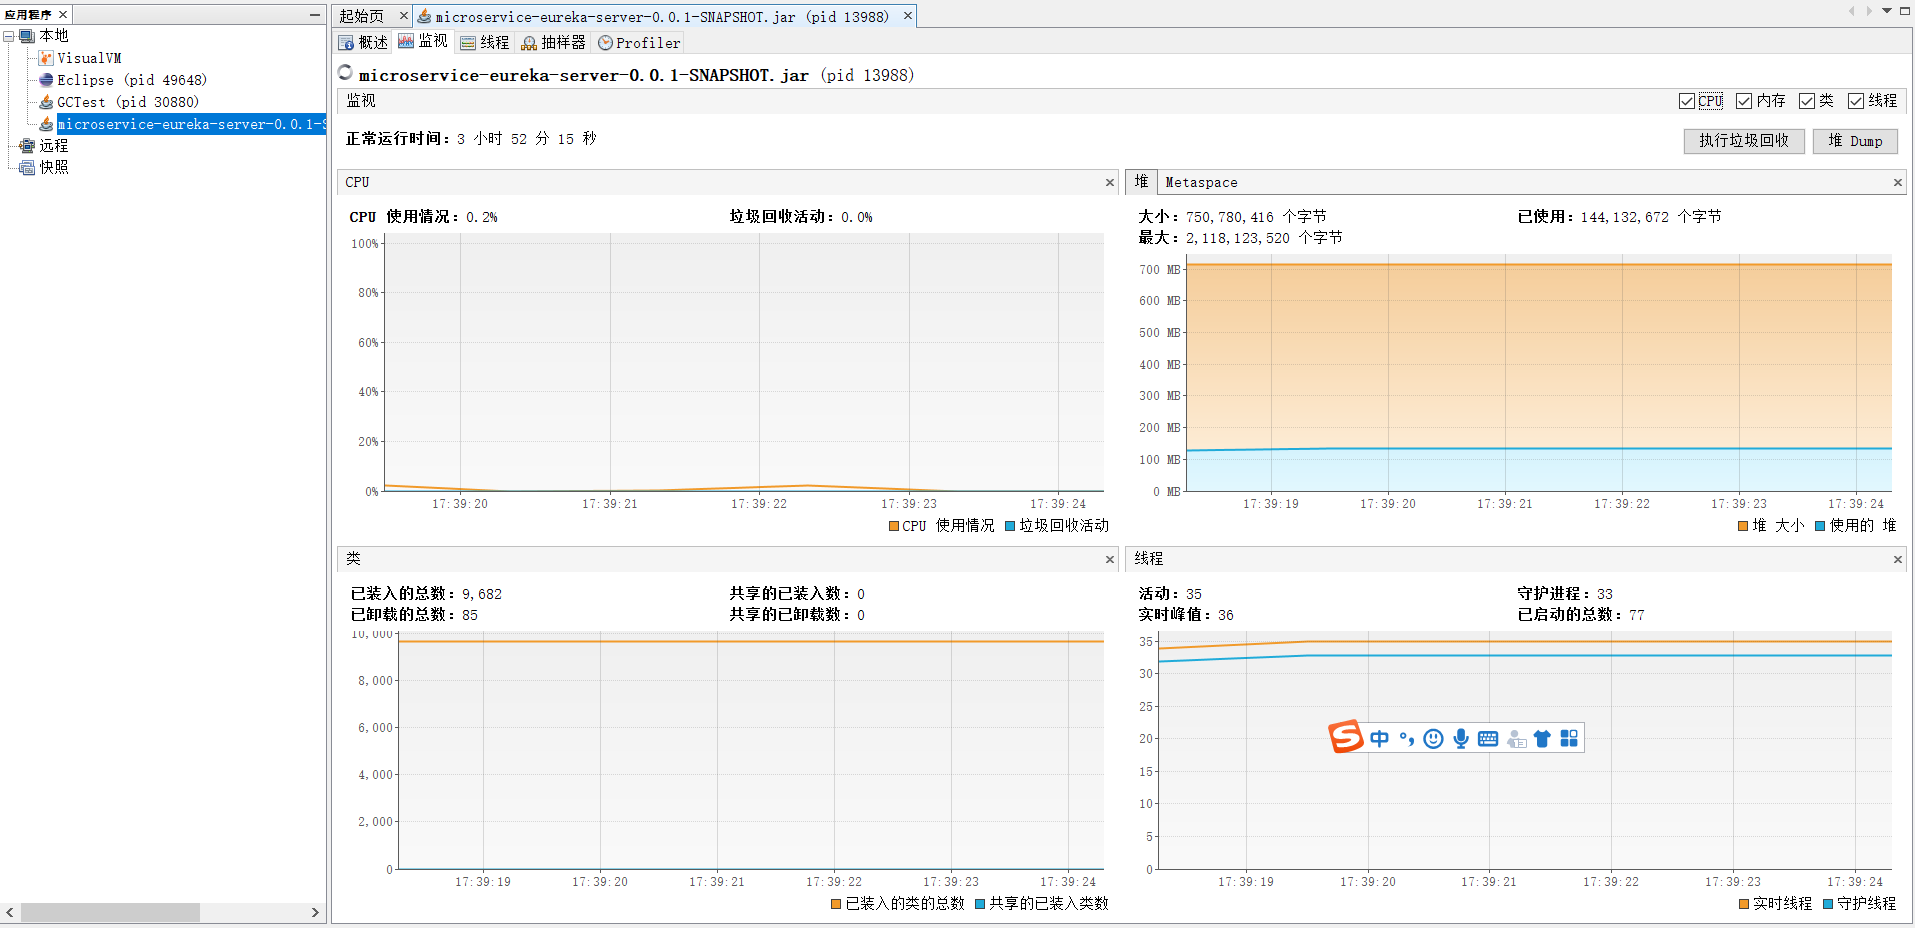 应用程序
本地
VisualVM
Eclipse (pid 49648)
GCTest (pid 30880)
microservice-eureka-server-0.0.1-S
远程
快照
起始页
microservice-eureka-server-0.0.1-SNAPSHOT.jar (pid 13988)
概述 监视 线程 抽样器 Profiler
microservice-eureka-server-0.0.1-SNAPSHOT.jar (pid 13988)
监视
CPU 内存 类 线程
正常运行时间：3 小时 52 分 15 秒
执行垃圾回收 堆 Dump
CPU
CPU 使用情况：0.2% 垃圾回收活动：0.0%
100%
80%
60%
40%
20%
0%
17:39:20 17:39:21 17:39:22 17:39:23 17:39:24
CPU 使用情况 垃圾回收活动
堆 Metaspace
大小：750,780,416 个字节 已使用：144,132,672 个字节
最大：2,118,123,520 个字节
700 MB
600 MB
500 MB
400 MB
300 MB
200 MB
100 MB
0 MB
17:39:19 17:39:20 17:39:21 17:39:22 17:39:23 17:39:24
堆 大小 使用的 堆
类
已装入的总数：9,682 共享的已装入数：0
已卸载的总数：85 共享的已卸载数：0
10,000
8,000
6,000
4,000
2,000
0
17:39:19 17:39:20 17:39:21 17:39:22 17:39:23 17:39:24
已装入的类的总数 共享的已装入类数
线程
活动：35 守护进程：33
实时峰值：36 已启动的总数：77
35
30
25
20
15
10
5
0
S 中
17:39:19 17:39:20 17:39:21 17:39:22 17:39:23 17:39:24
实时线程 守护线程